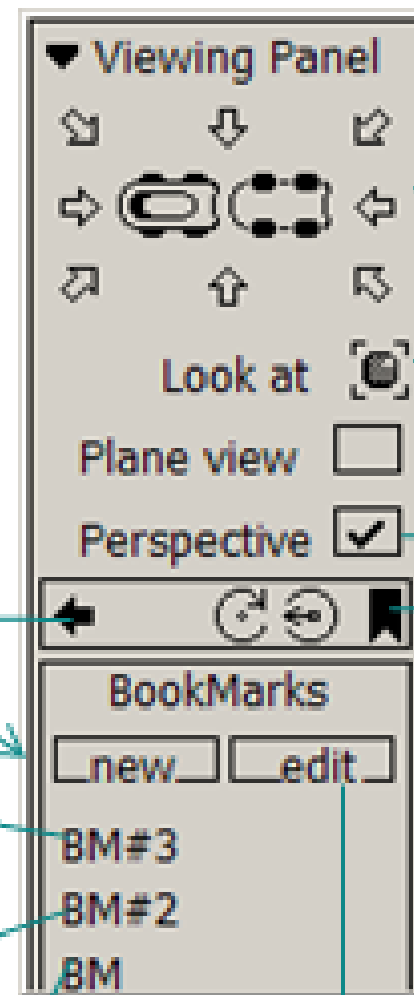 Viewing Panel
Look at
Plane view
Perspective
BookMarks
new edit
BM#3
BM#2
BM